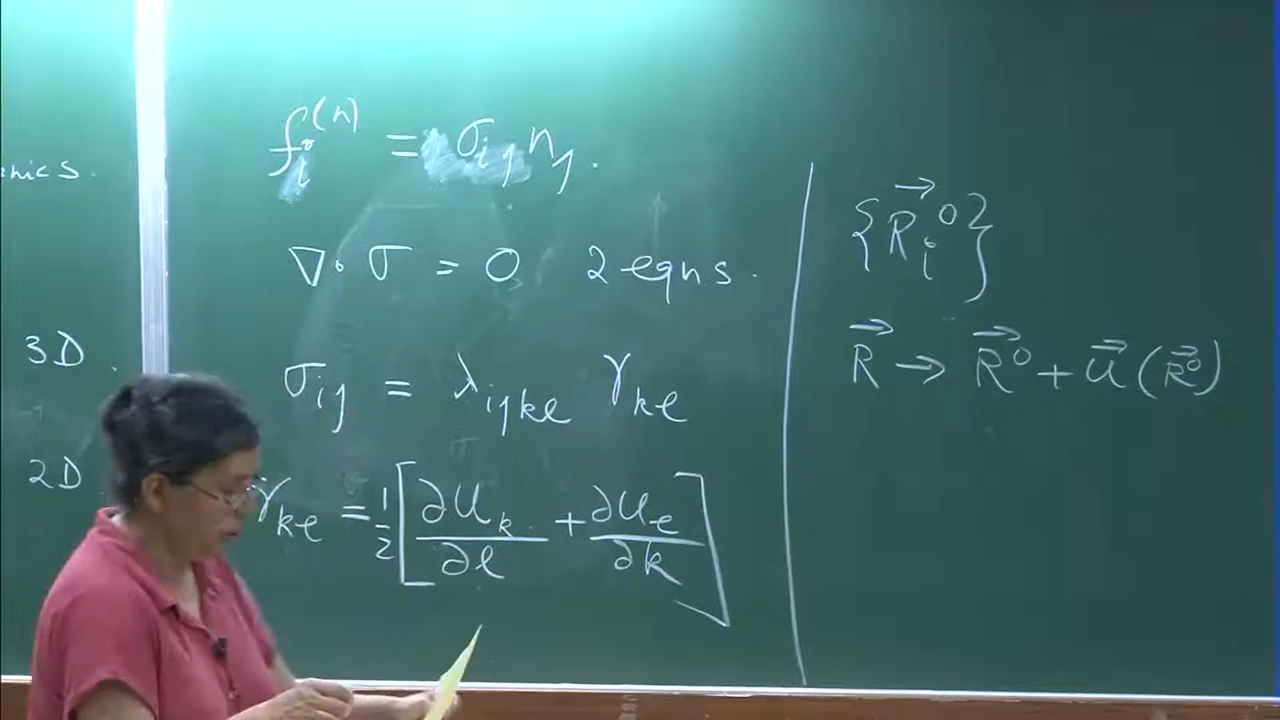 nics.
3D.
2D.
f_i^(n) = σ_ij n_j.
∇·σ = 0 2 eqns.
σ_ij = λ_ijkl γ_kl
γ_kl = 1/2 [∂u_k/∂l + ∂u_l/∂k]
{R⃗_i^0}
R⃗ → R⃗^0 + u⃗(R⃗^0)